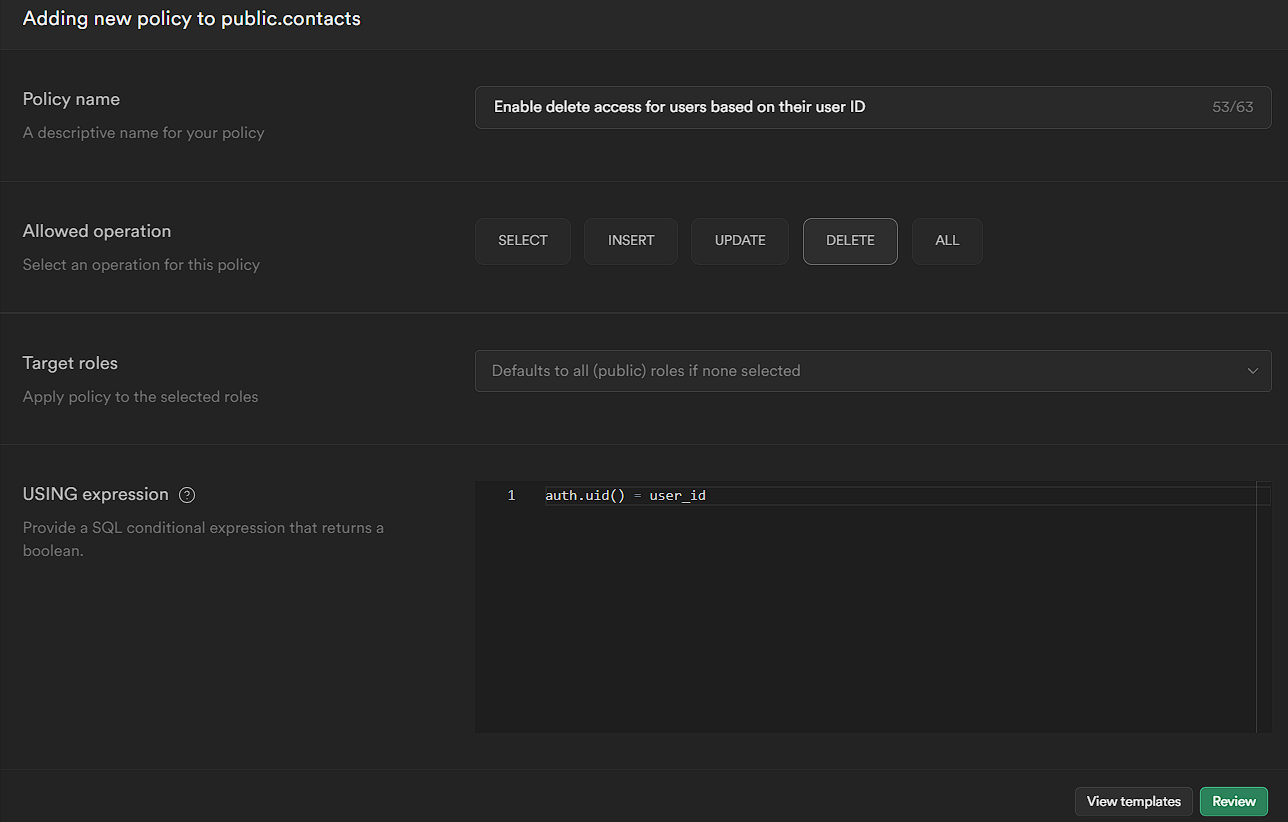 Adding new policy to public.contacts
Policy name
A descriptive name for your policy
Enable delete access for users based on their user ID
53/63
Allowed operation
Select an operation for this policy
SELECT
INSERT
UPDATE
DELETE
ALL
Target roles
Apply policy to the selected roles
Defaults to all (public) roles if none selected
USING expression ?
Provide a SQL conditional expression that returns a
boolean.
1
auth.uid() = user_id
View templates
Review